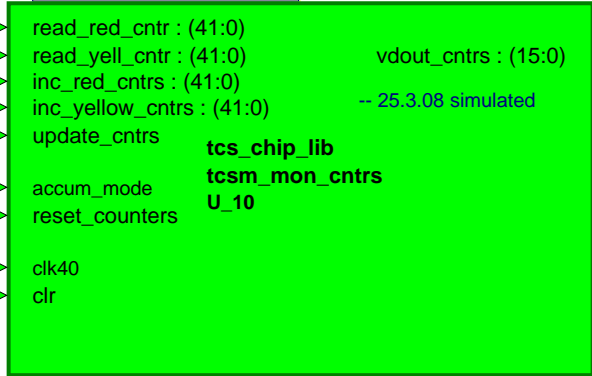 read_red_cntr : (41:0)
read_yell_cntr : (41:0)
vdout_cntrs : (15:0)
inc_red_cntrs : (41:0)
inc_yellow_cntrs : (41:0)
-- 25.3.08 simulated
update_cntrs
tcs_chip_lib
tcsm_mon_cntrs
accum_mode
U_10
reset_counters
clk40
clr